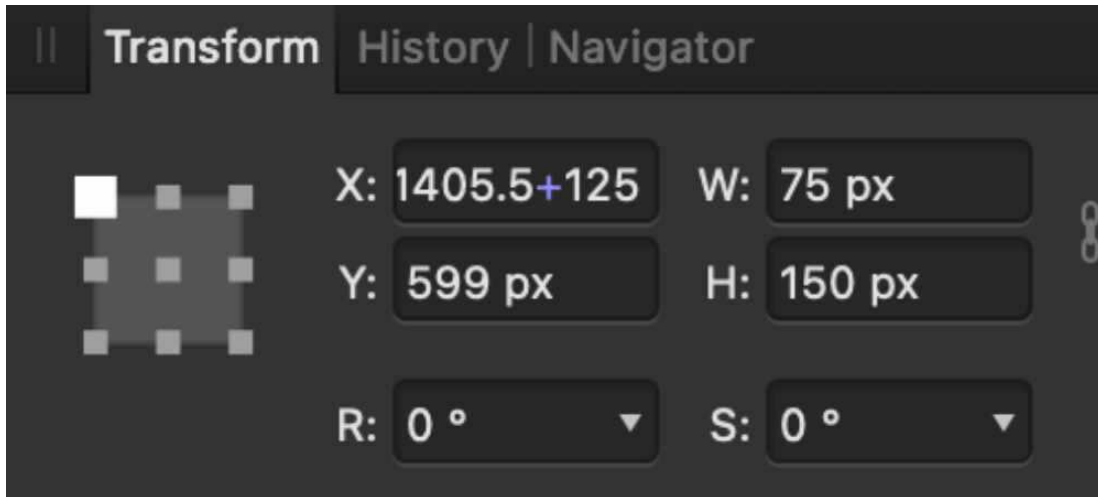 Transform History | Navigator
X: 1405.5+125 W: 75 px
Y: 599 px H: 150 px
R: 0 ° S: 0 °